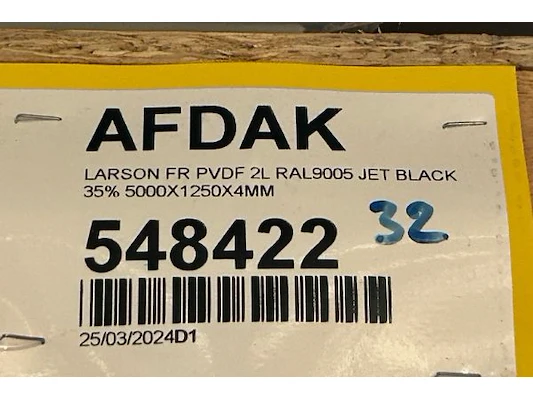 AFDAK
LARSON FR PVDF 2L RAL9005 JET BLACK
35% 5000X1250X4MM
548422 32
25/03/2024D1